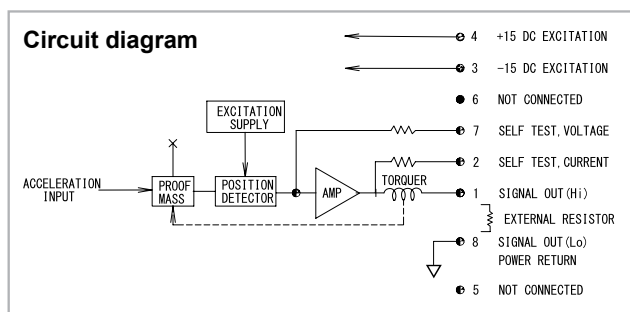 Circuit diagram
4 +15 DC EXCITATION
3 -15 DC EXCITATION
6 NOT CONNECTED
EXCITATION
SUPPLY
7 SELF TEST, VOLTAGE
2 SELF TEST, CURRENT
ACCELERATION
INPUT
PROOF
MASS
POSITION
DETECTOR
AMP
TORQUER
1 SIGNAL OUT (Hi)
EXTERNAL RESISTOR
8 SIGNAL OUT (Lo)
POWER RETURN
5 NOT CONNECTED